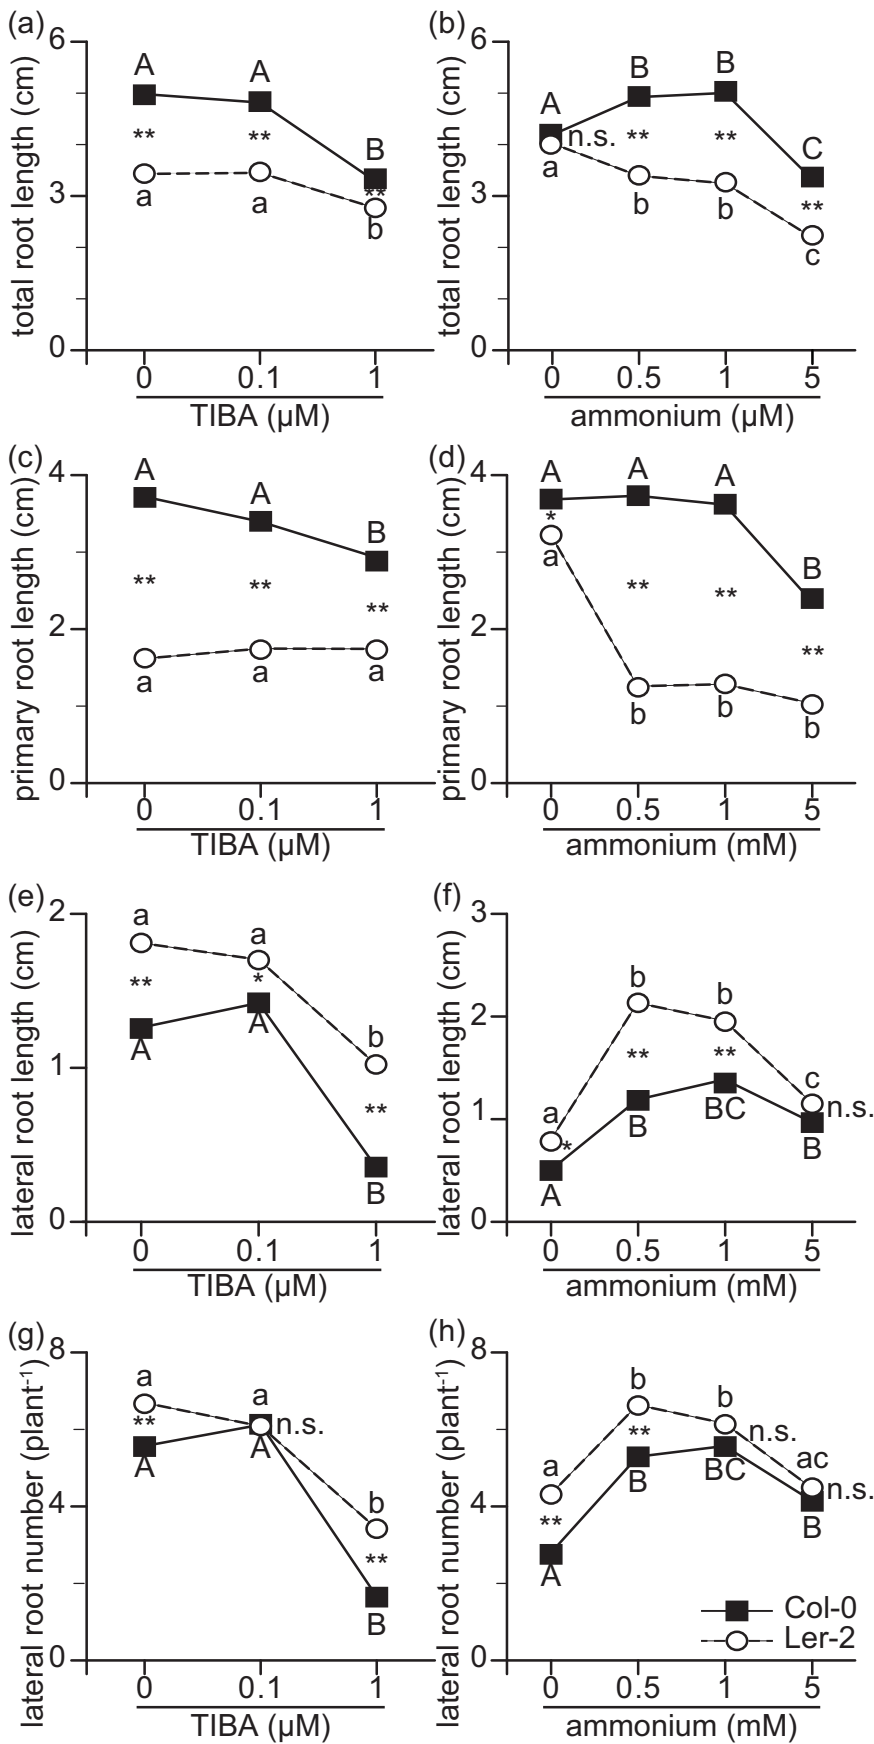 (a)
total root length (cm)
6
3
0
A
A
B
**
**
**
a
a
b
0 0.1 1
TIBA (µM)
(b)
total root length (cm)
6
3
0
A
B
B
C
n.s.
**
**
**
a
b
b
c
0 0.5 1 5
ammonium (µM)
(c)
primary root length (cm)
4
2
0
A
A
B
**
**
**
a
a
a
0 0.1 1
TIBA (µM)
(d)
primary root length (cm)
4
2
0
A
A
A
B
*
**
**
**
a
b
b
b
0 0.5 1 5
ammonium (mM)
(e)
lateral root length (cm)
2
1
0
a
a
b
**
*
**
A
A
B
0 0.1 1
TIBA (µM)
(f)
lateral root length (cm)
3
2
1
0
a
b
b
c
*
**
**
n.s.
A
B
BC
B
0 0.5 1 5
ammonium (mM)
(g)
lateral root number (plant⁻¹)
8
4
0
a
a
b
**
n.s.
**
A
A
B
0 0.1 1
TIBA (µM)
(h)
lateral root number (plant⁻¹)
8
4
0
a
b
b
ac
**
**
n.s.
n.s.
A
B
BC
B
Col-0
Ler-2
0 0.5 1 5
ammonium (mM)